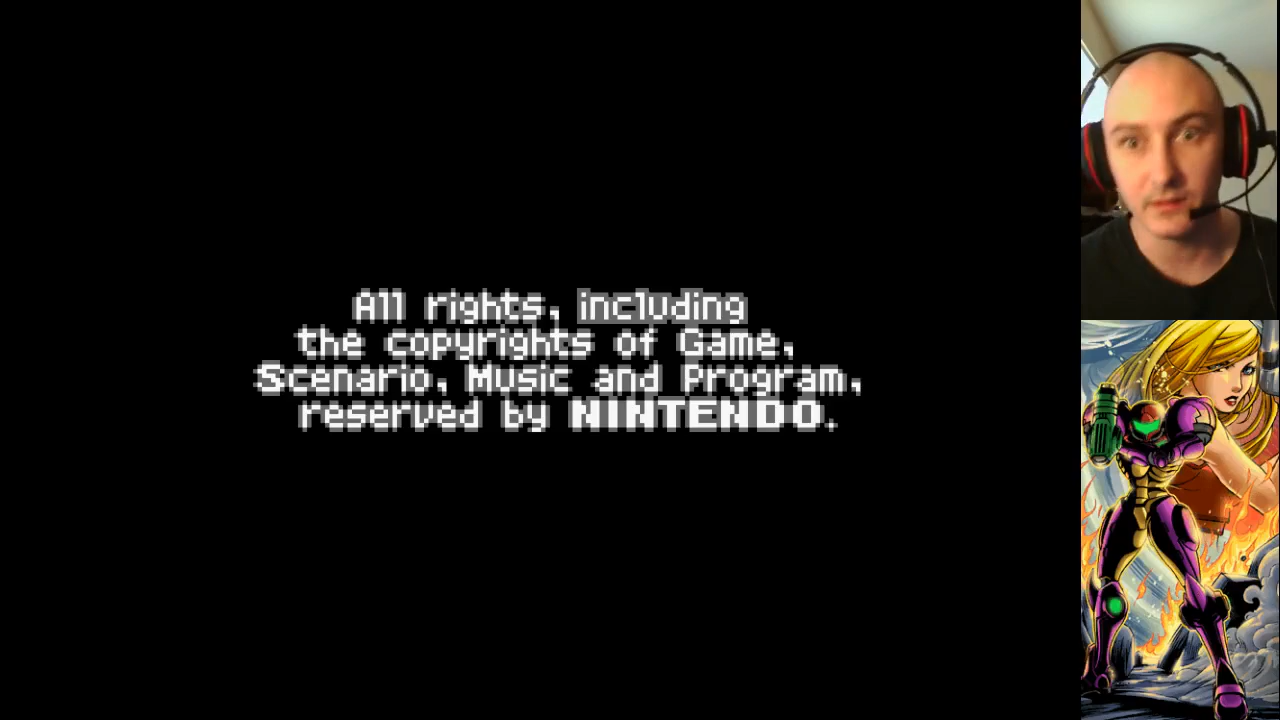 All rights, including
the copyrights of Game,
Scenario, Music and Program,
reserved by NINTENDO.